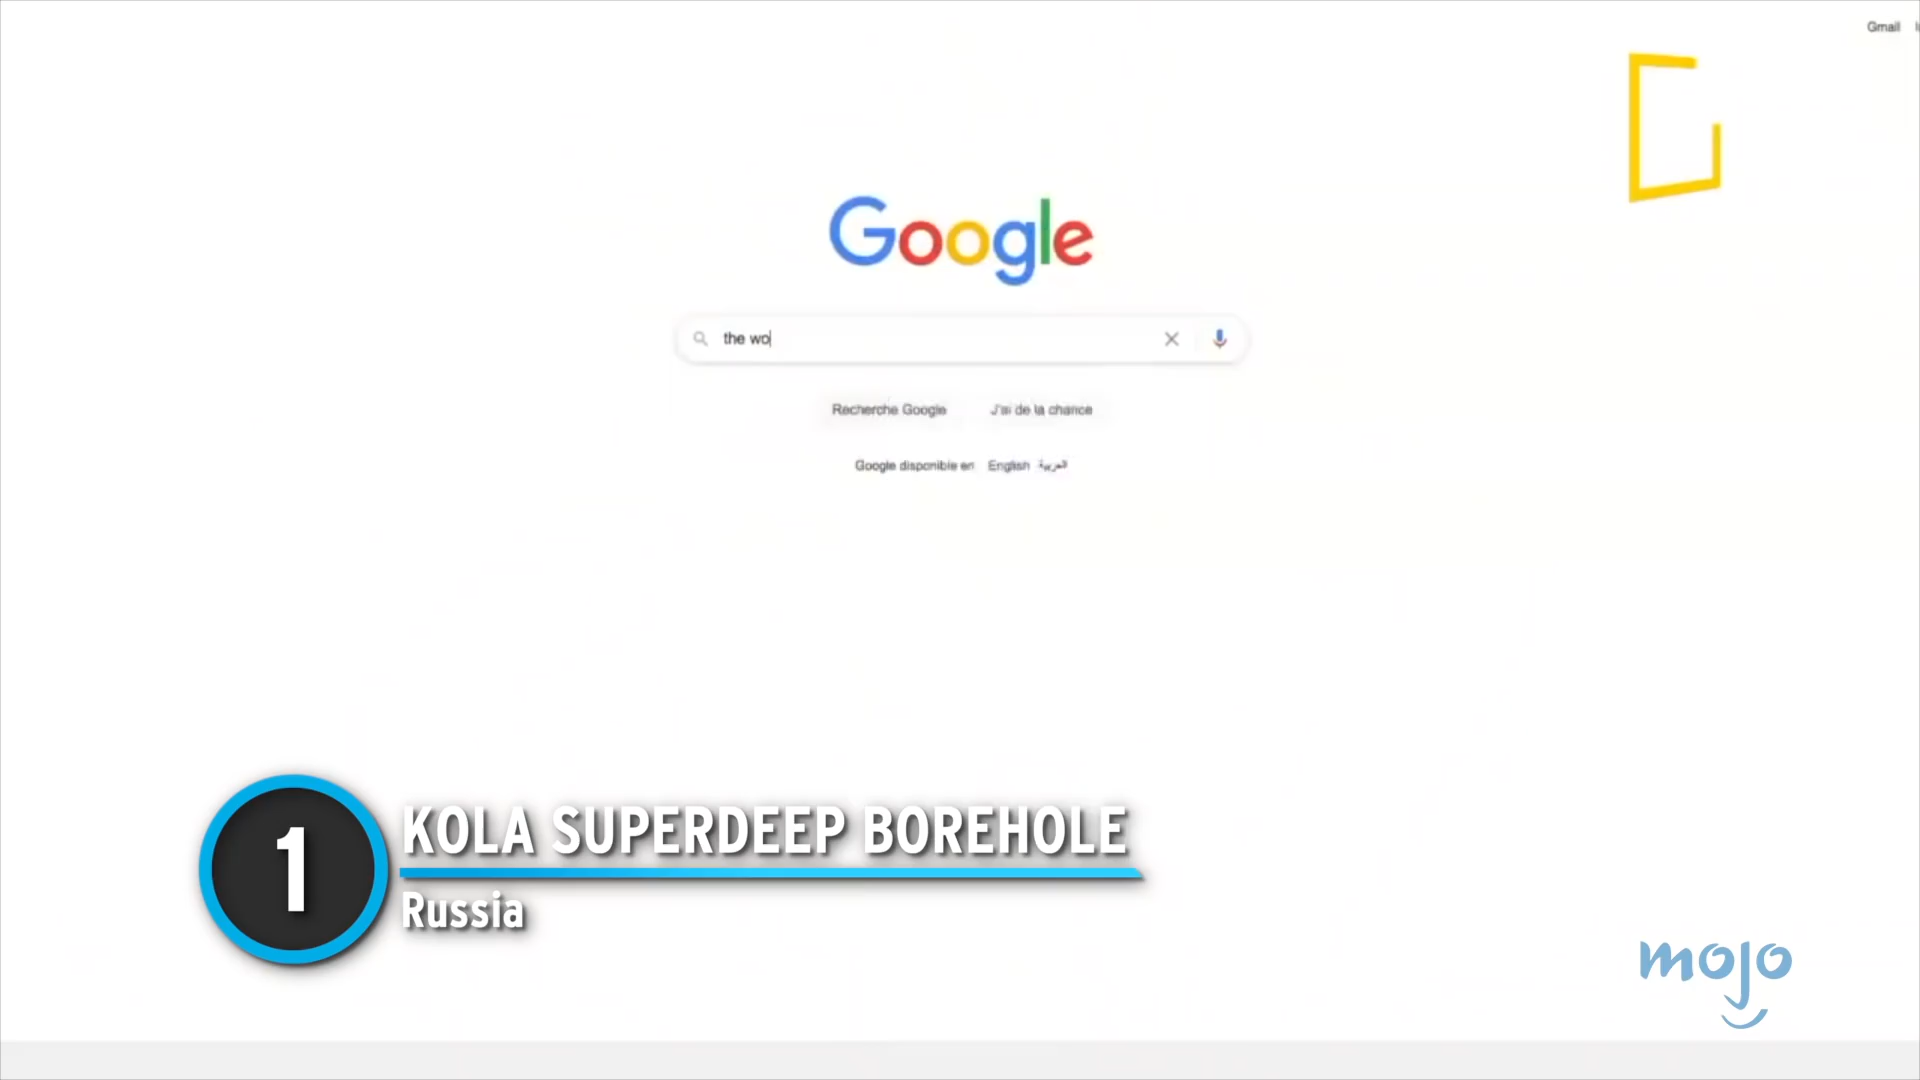 Gmail
Google
the wo
Recherche Google J'ai de la chance
Google disponible en English العربية
1
KOLA SUPERDEEP BOREHOLE
Russia
mojo